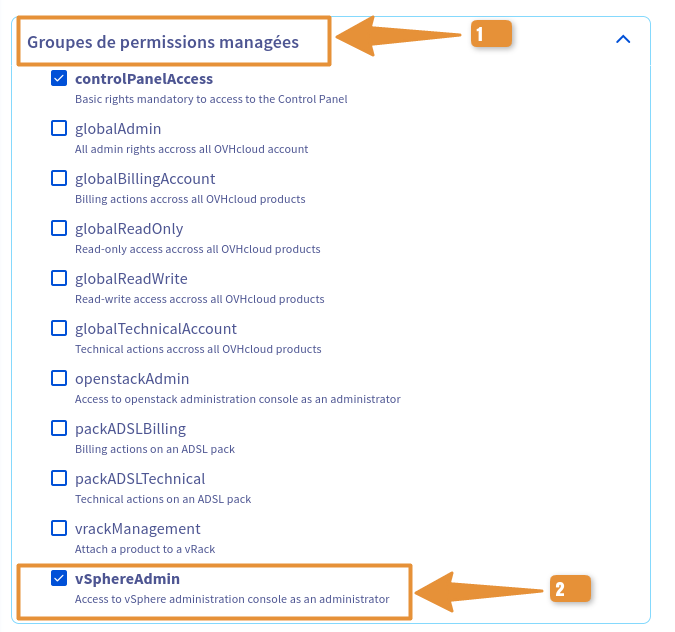 Groupes de permissions managées
1
controlPanelAccess
Basic rights mandatory to access to the Control Panel
globalAdmin
All admin rights accross all OVHcloud account
globalBillingAccount
Billing actions accross all OVHcloud products
globalReadOnly
Read-only access accross all OVHcloud products
globalReadWrite
Read-write access accross all OVHcloud products
globalTechnicalAccount
Technical actions accross all OVHcloud products
openstackAdmin
Access to openstack administration console as an administrator
packADSLBilling
Billing actions on an ADSL pack
packADSLTechnical
Technical actions on an ADSL pack
vrackManagement
Attach a product to a vRack
vSphereAdmin
Access to vSphere administration console as an administrator
2